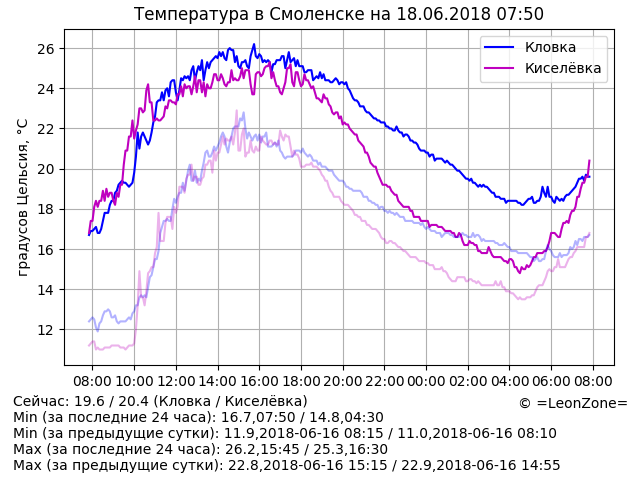 Температура в Смоленске на 18.06.2018 07:50
градусов Цельсия, °C
26
24
22
20
18
16
14
12
Кловка
Киселёвка
08:00 10:00 12:00 14:00 16:00 18:00 20:00 22:00 00:00 02:00 04:00 06:00 08:00
Сейчас: 19.6 / 20.4 (Кловка / Киселёвка)
© =LeonZone=
Min (за последние 24 часа): 16.7,07:50 / 14.8,04:30
Min (за предыдущие сутки): 11.9,2018-06-16 08:15 / 11.0,2018-06-16 08:10
Max (за последние 24 часа): 26.2,15:45 / 25.3,16:30
Max (за предыдущие сутки): 22.8,2018-06-16 15:15 / 22.9,2018-06-16 14:55